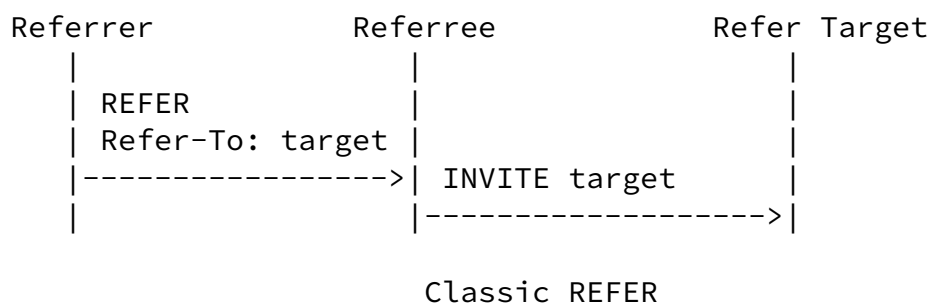 Referrer Referree Refer Target
REFER
Refer-To: target
INVITE target
Classic REFER